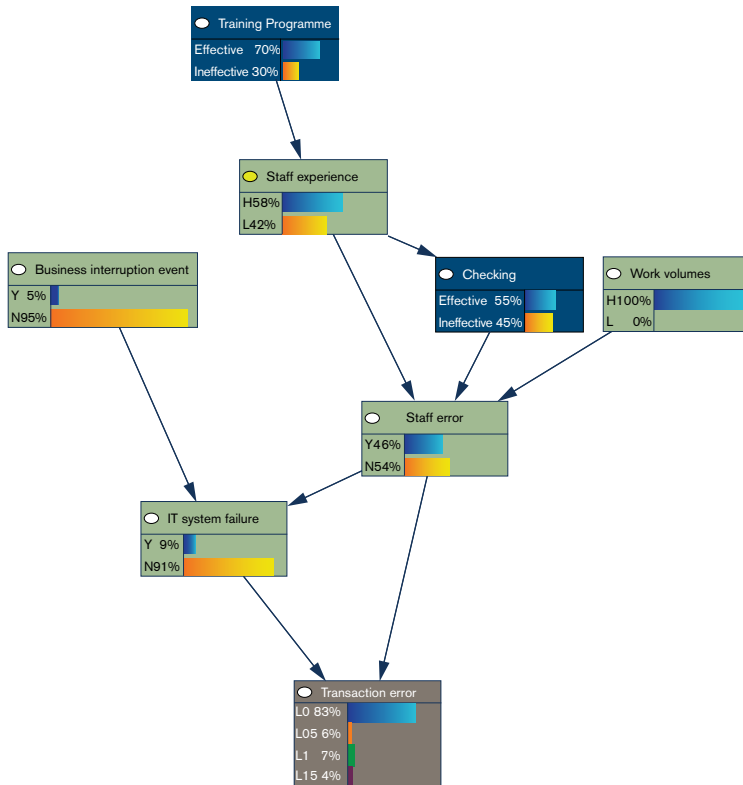 Training Programme
Effective 70%
Ineffective 30%
Staff experience
H58%
L42%
Business interruption event
Y 5%
N95%
Checking
Effective 55%
Ineffective 45%
Work volumes
H100%
L 0%
Staff error
Y46%
N54%
IT system failure
Y 9%
N91%
Transaction error
L0 83%
L05 6%
L1 7%
L15 4%